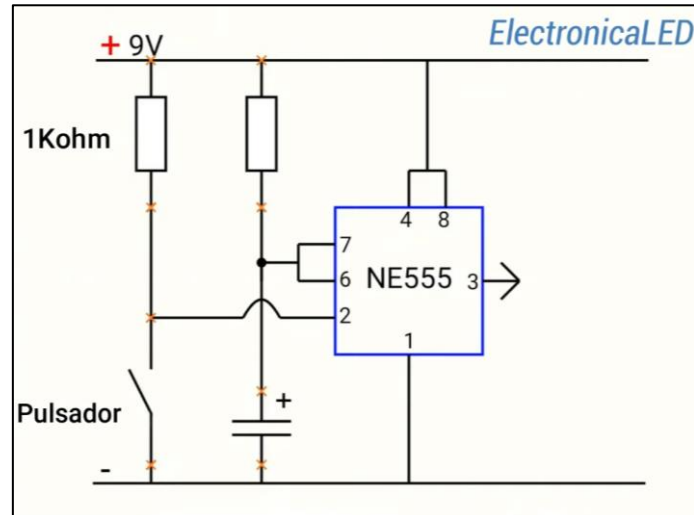 ElectronicaLED
+ 9V
1Kohm
4 8
7
6 NE555 3
2
1
+
Pulsador
-